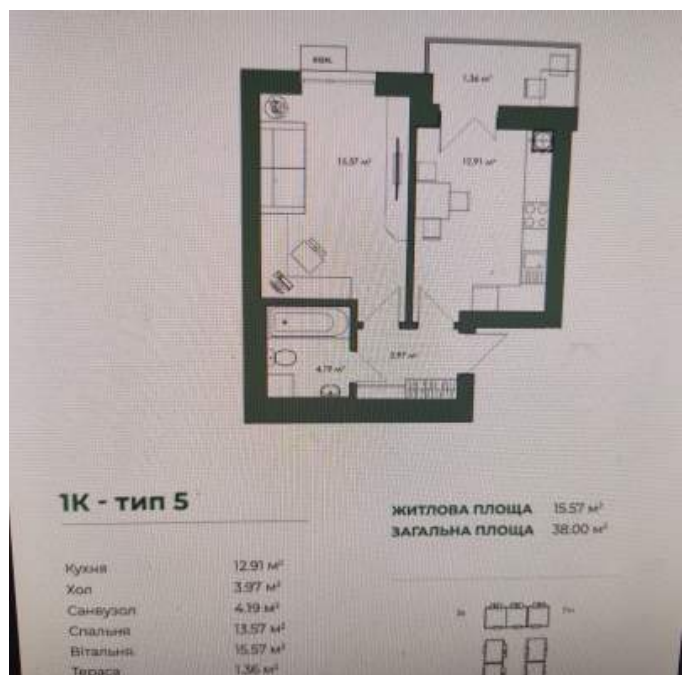 1.36 м²
15.57 м²
12.91 м²
3.97 м²
4.19 м²
1К - тип 5
ЖИТЛОВА ПЛОЩА 15.57 м²
ЗАГАЛЬНА ПЛОЩА 38.00 м²
Кухня 12.91 м²
Хол 3.97 м²
Санвузол 4.19 м²
Спальня 13.57 м²
Вітальня 15.57 м²
Тераса 1.36 м²